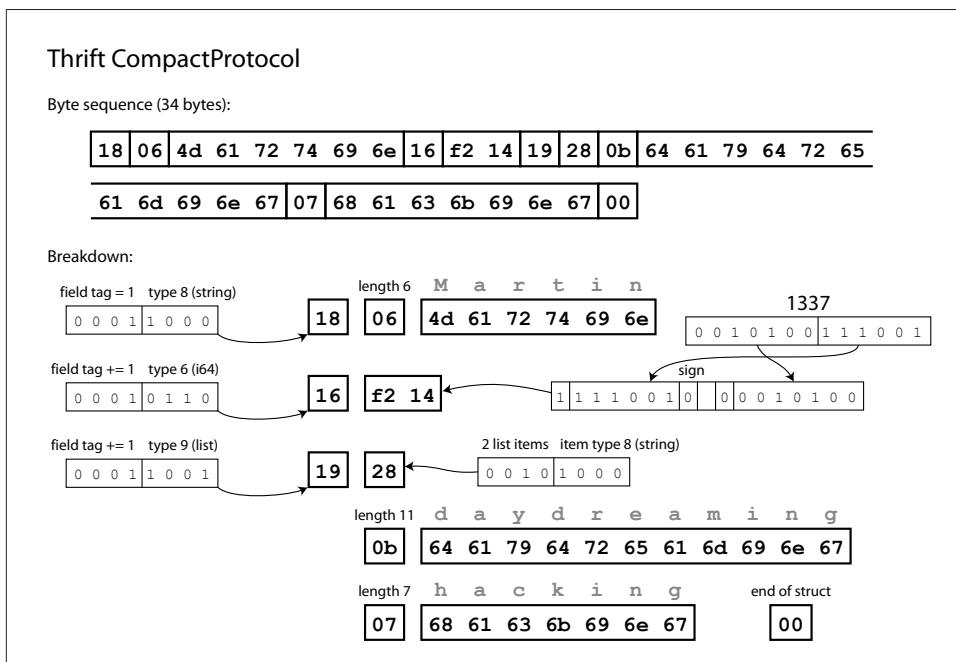 Thrift CompactProtocol
Byte sequence (34 bytes):
18 06 4d 61 72 74 69 6e 16 f2 14 19 28 0b 64 61 79 64 72 65
61 6d 69 6e 67 07 68 61 63 6b 69 6e 67 00
Breakdown:
field tag = 1 type 8 (string)
0 0 0 1 1 0 0 0
18
length 6
06
M a r t i n
4d 61 72 74 69 6e
1337
0 0 1 0 1 0 0 1 1 1 0 0 1
field tag += 1 type 6 (i64)
0 0 0 1 0 1 1 0
16
f2 14
sign
1 1 1 1 0 0 1 0 0 0 0 1 0 1 0 0
field tag += 1 type 9 (list)
0 0 0 1 1 0 0 1
19
28
2 list items item type 8 (string)
0 0 1 0 1 0 0 0
length 11
0b
d a y d r e a m i n g
64 61 79 64 72 65 61 6d 69 6e 67
length 7
07
h a c k i n g
68 61 63 6b 69 6e 67
end of struct
00